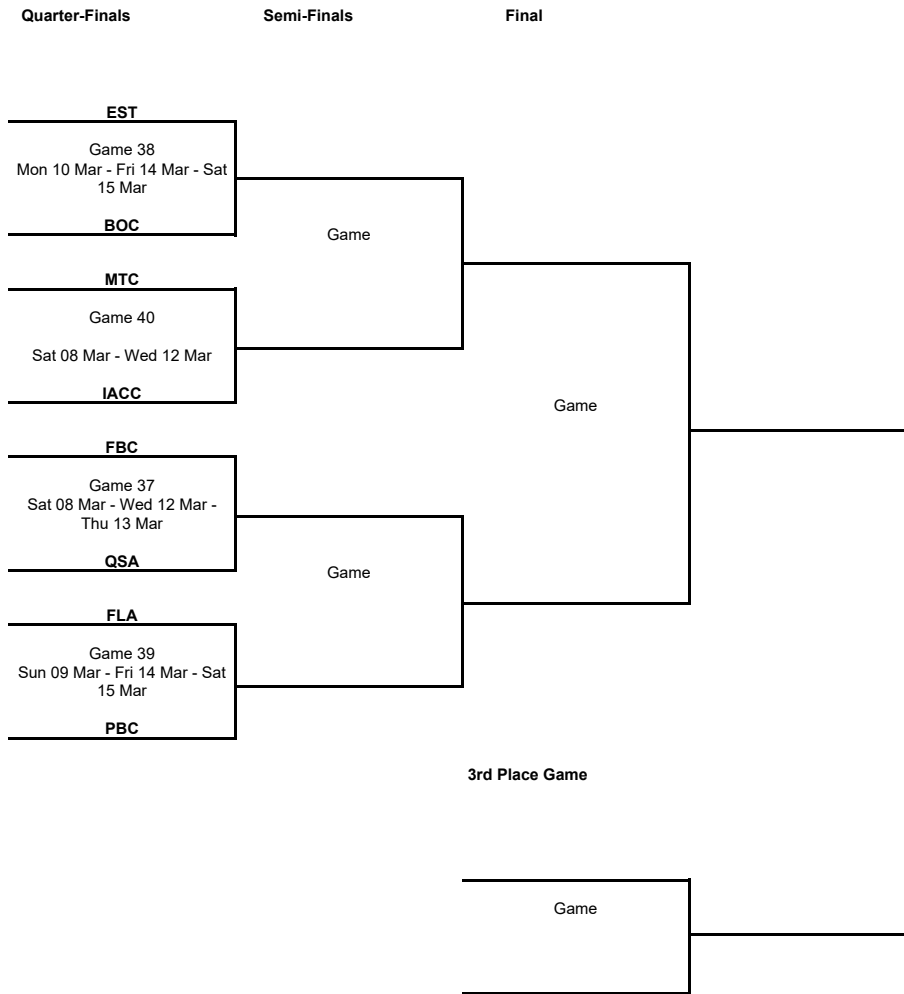 Quarter-Finals Semi-Finals Final
EST
Game 38
Mon 10 Mar - Fri 14 Mar - Sat
15 Mar
BOC
Game
MTC
Game 40
Sat 08 Mar - Wed 12 Mar
IACC
Game
FBC
Game 37
Sat 08 Mar - Wed 12 Mar -
Thu 13 Mar
QSA
Game
FLA
Game 39
Sun 09 Mar - Fri 14 Mar - Sat
15 Mar
PBC
3rd Place Game
Game